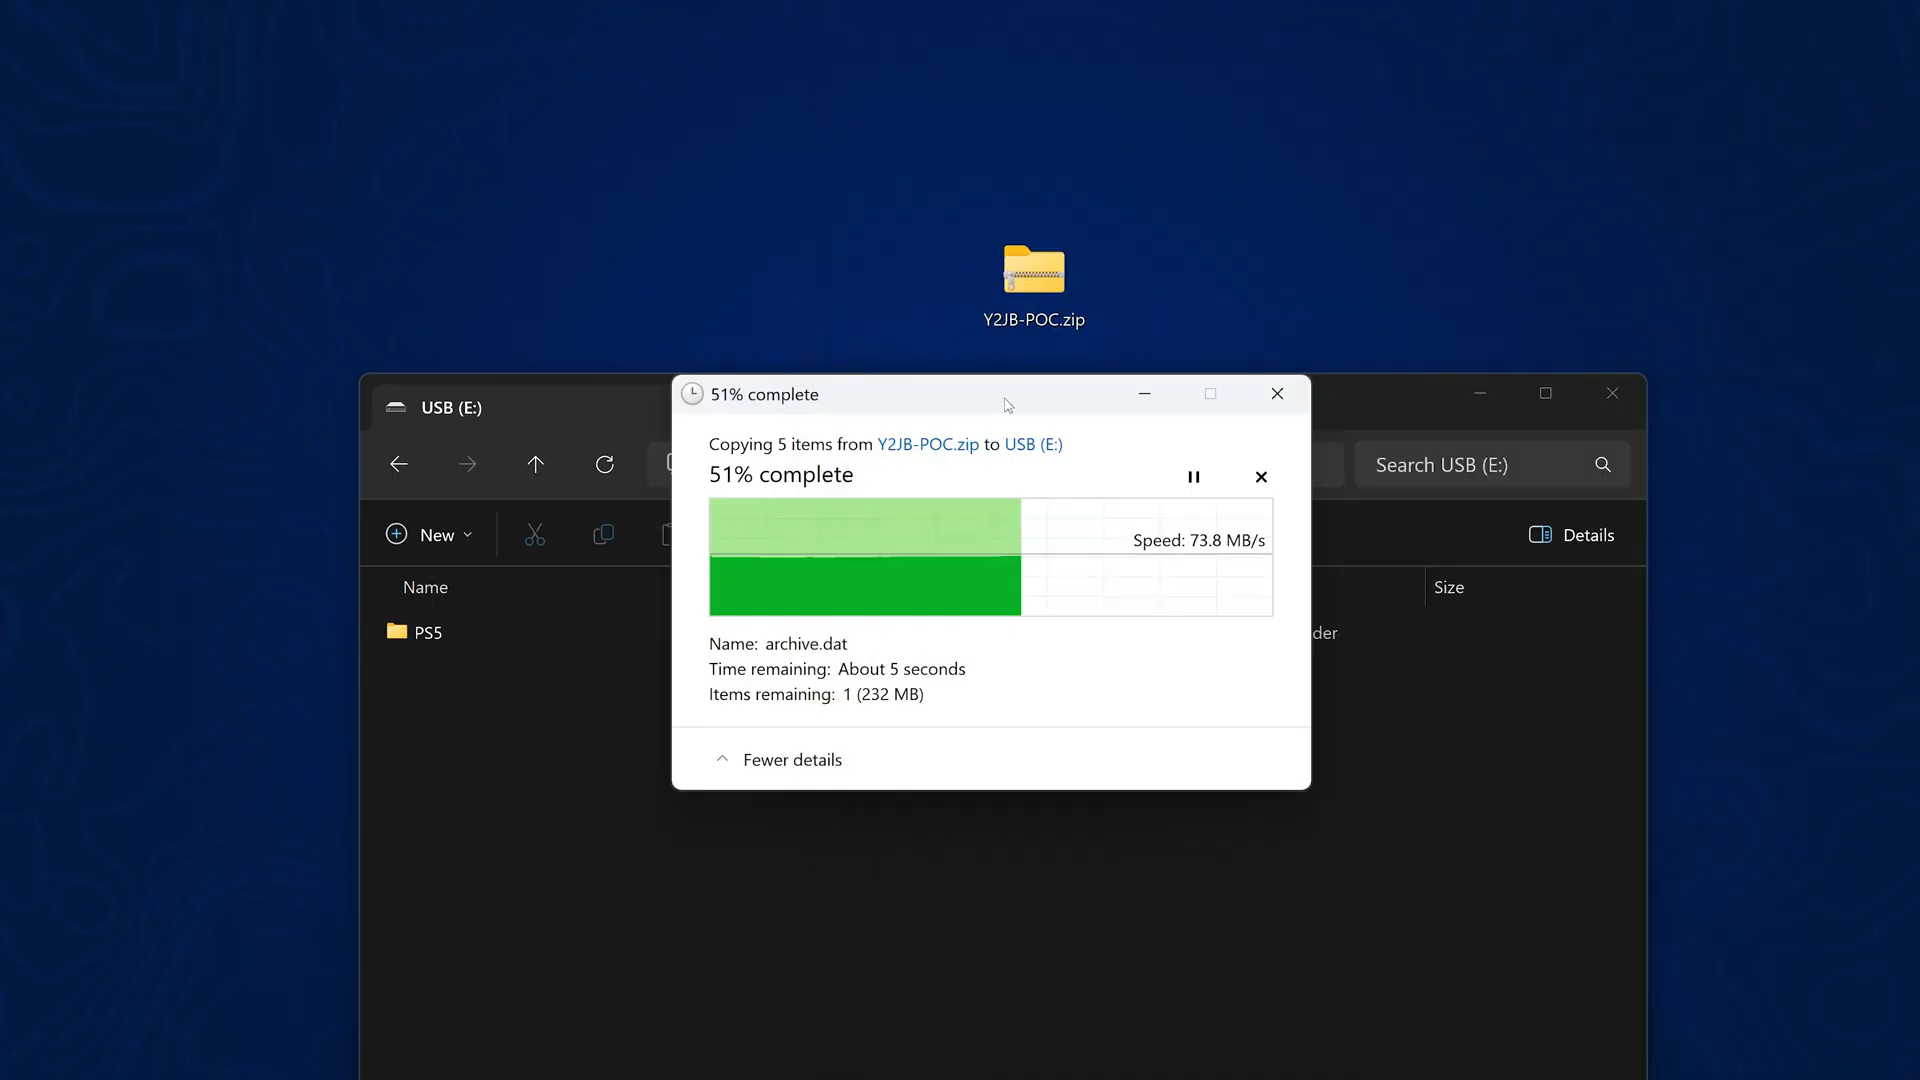 Y2JB-POC.zip
USB (E:)
51% complete
Copying 5 items from Y2JB-POC.zip to USB (E:)
51% complete
Search USB (E:)
New
Speed: 73.8 MB/s
Details
Name
Size
PS5
der
Name: archive.dat
Time remaining: About 5 seconds
Items remaining: 1 (232 MB)
Fewer details